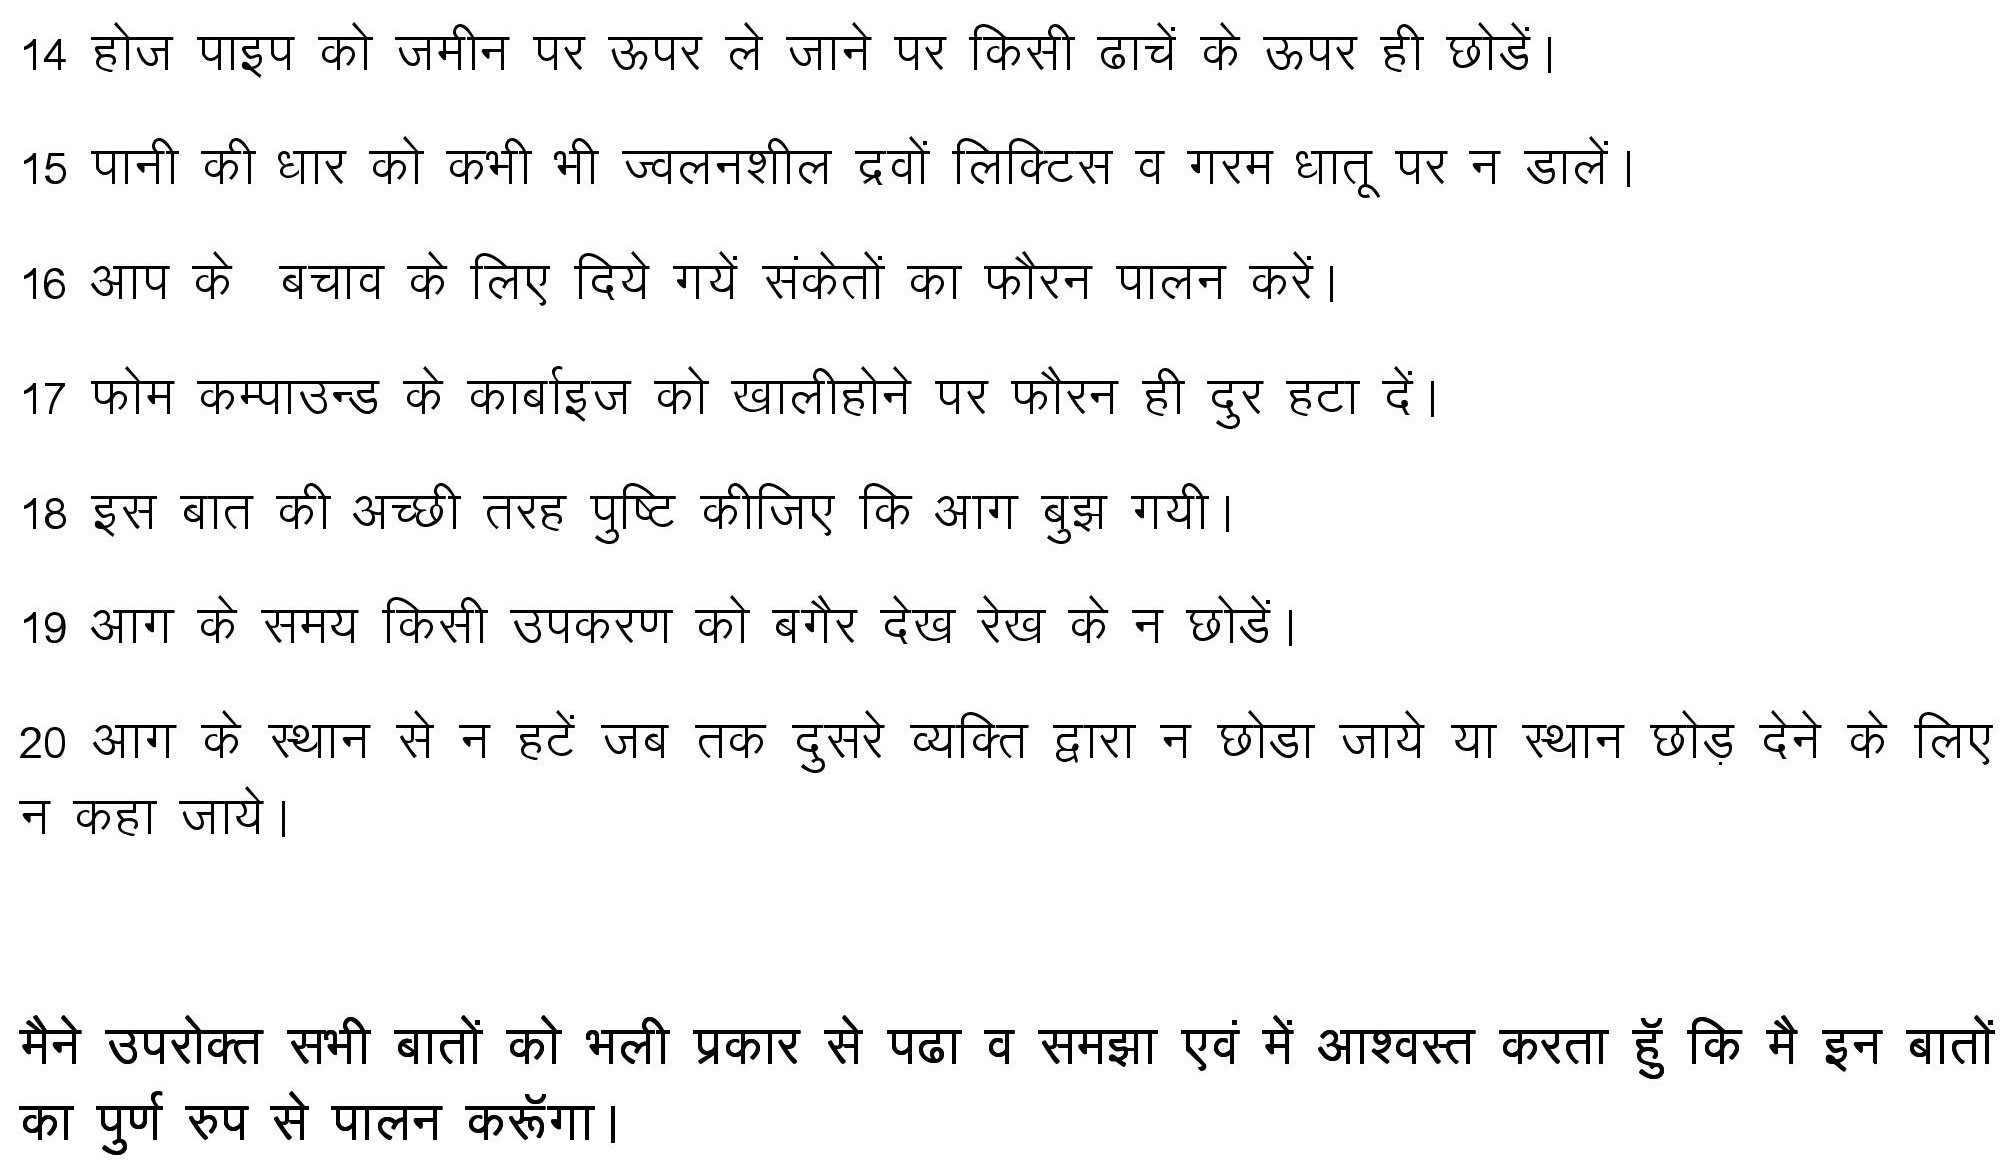 14 होज पाइप को जमीन पर ऊपर ले जाने पर किसी ढाचें के ऊपर ही छोडें।
15 पानी की धार को कभी भी ज्वलनशील द्रवों लिक्टिस व गरम धातू पर न डालें।
16 आप के बचाव के लिए दिये गयें संकेतों का फौरन पालन करें।
17 फोम कम्पाउन्ड के कार्बाइज को खालीहोने पर फौरन ही दुर हटा दें।
18 इस बात की अच्छी तरह पुष्टि कीजिए कि आग बुझ गयी।
19 आग के समय किसी उपकरण को बगैर देख रेख के न छोडें।
20 आग के स्थान से न हटें जब तक दुसरे व्यक्ति द्वारा न छोडा जाये या स्थान छोड़ देने के लिए
न कहा जाये।
मैने उपरोक्त सभी बातों को भली प्रकार से पढा व समझा एवं में आश्वस्त करता हुॅ कि मै इन बातों
का पुर्ण रुप से पालन करूॅगा।